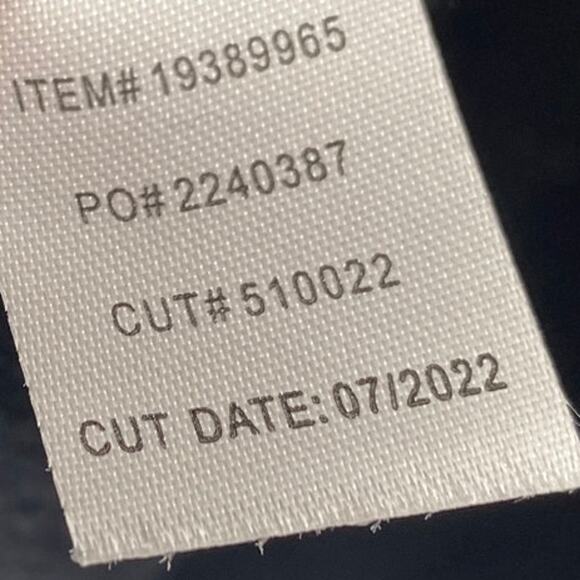 ITEM# 19389965
PO# 2240387
CUT# 510022
CUT DATE: 07/2022